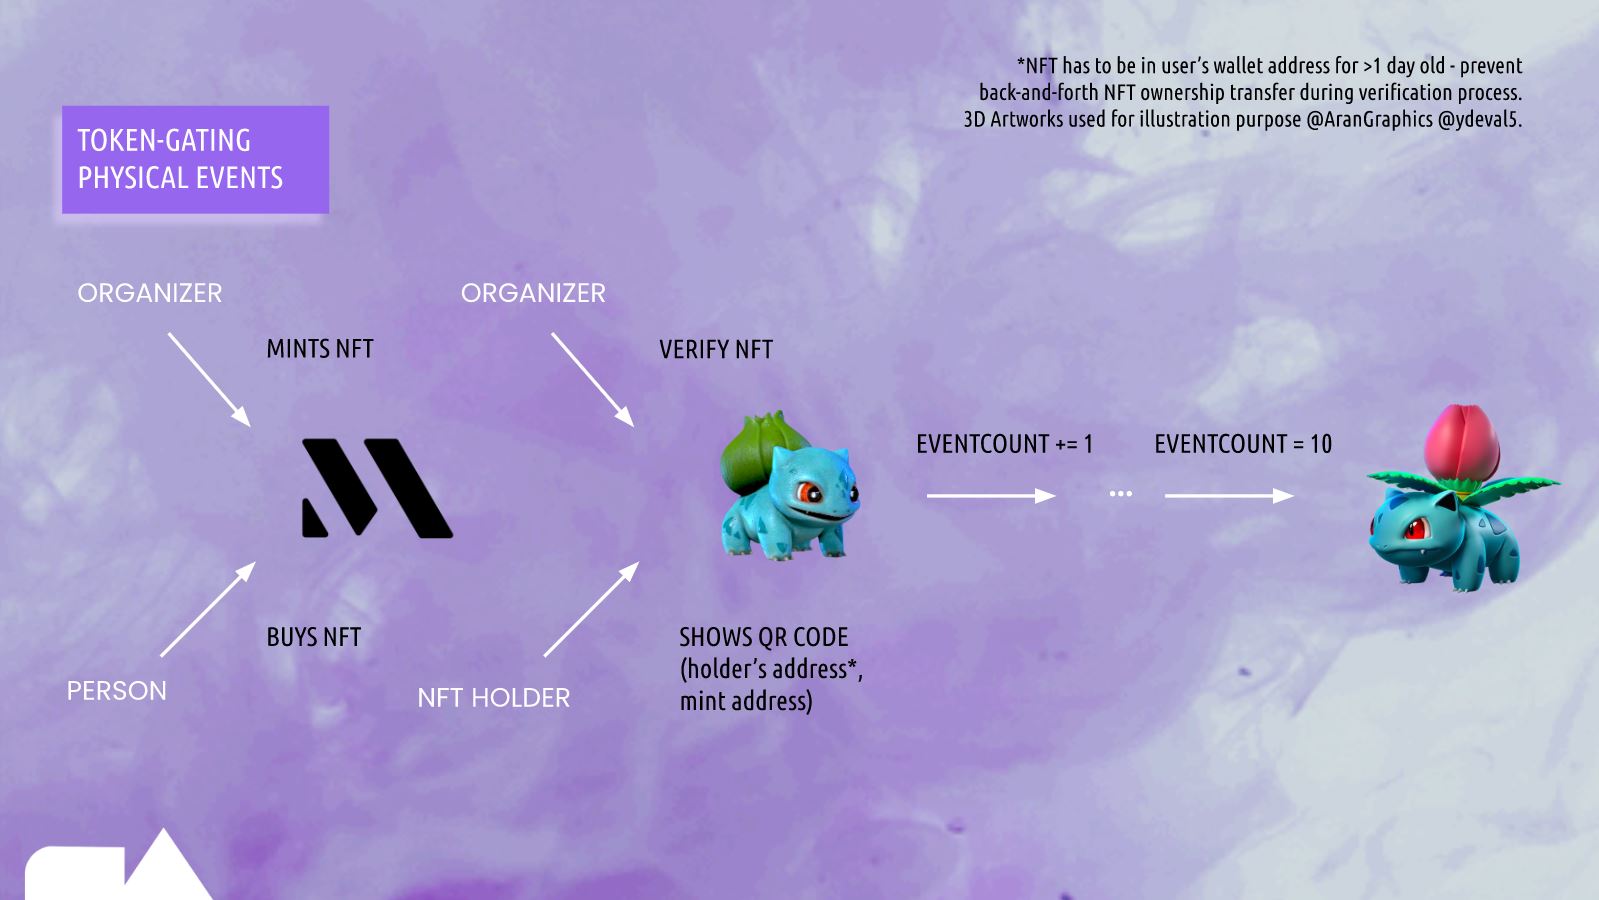 *NFT has to be in user's wallet address for >1 day old - prevent
back-and-forth NFT ownership transfer during verification process.
3D Artworks used for illustration purpose @AranGraphics @ydeval5.
TOKEN-GATING
PHYSICAL EVENTS
ORGANIZER
ORGANIZER
MINTS NFT
VERIFY NFT
EVENTCOUNT += 1
EVENTCOUNT = 10
...
BUYS NFT
SHOWS QR CODE
(holder's address*,
mint address)
PERSON
NFT HOLDER